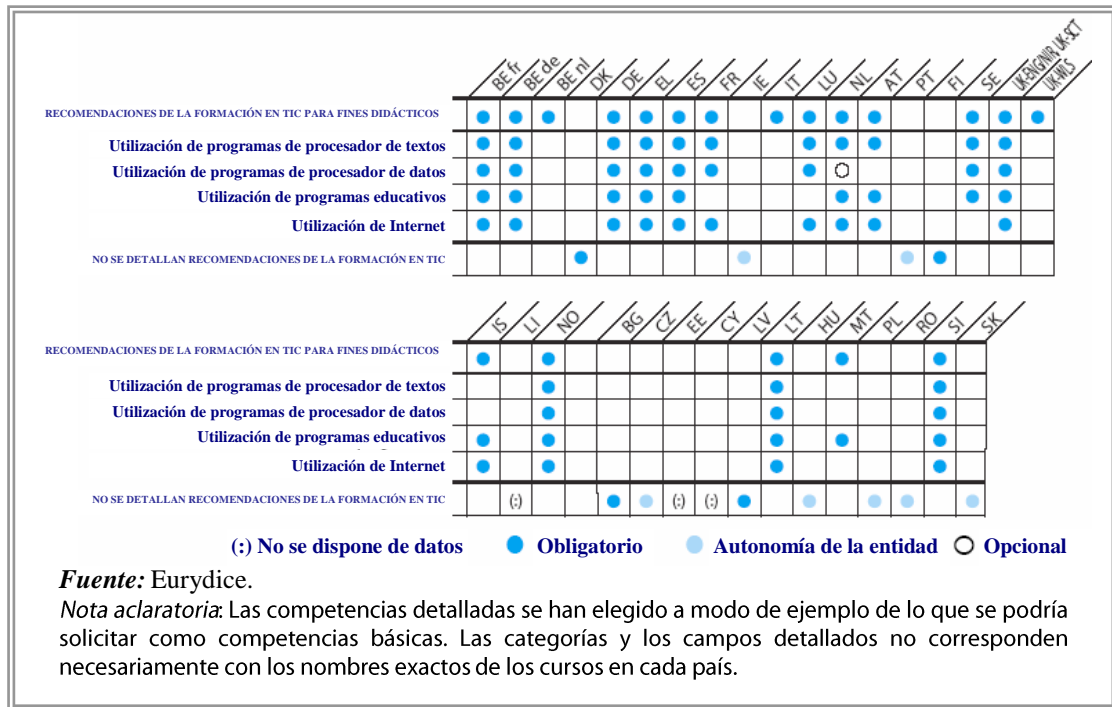 BE fr BE de BE nl DK DE EL ES FR IE IT LU NL AT PT FI SE UK-ENG/NIR UK-SCT
UK-WLS
RECOMENDACIONES DE LA FORMACIÓN EN TIC PARA FINES DIDÁCTICOS
Utilización de programas de procesador de textos
Utilización de programas de procesador de datos
Utilización de programas educativos
Utilización de Internet
NO SE DETALLAN RECOMENDACIONES DE LA FORMACIÓN EN TIC
IS LI NO BG CZ EE CY LV LT HU MT PL RO SI SK
RECOMENDACIONES DE LA FORMACIÓN EN TIC PARA FINES DIDÁCTICOS
Utilización de programas de procesador de textos
Utilización de programas de procesador de datos
Utilización de programas educativos
Utilización de Internet
NO SE DETALLAN RECOMENDACIONES DE LA FORMACIÓN EN TIC (:) (:) (:)
(:) No se dispone de datos Obligatorio Autonomía de la entidad Opcional
Fuente: Eurydice.
Nota aclaratoria: Las competencias detalladas se han elegido a modo de ejemplo de lo que se podría
solicitar como competencias básicas. Las categorías y los campos detallados no corresponden
necesariamente con los nombres exactos de los cursos en cada país.